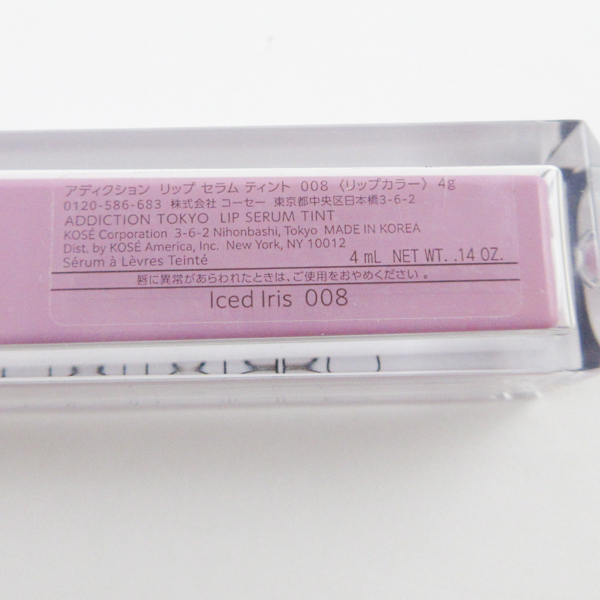 アディクション リップ セラム ティント 008 〈リップカラー〉 4g
0120-586-683 株式会社 コーセー 東京都中央区日本橋3-6-2
ADDICTION TOKYO LIP SERUM TINT
KOSÉ Corporation 3-6-2 Nihonbashi, Tokyo MADE IN KOREA
Dist. by KOSÉ America, Inc. New York, NY 10012
Sérum à Lèvres Teinté 4 mL NET WT. .14 OZ.
唇に異常があらわれたときは、ご使用をおやめください。
Iced Iris 008